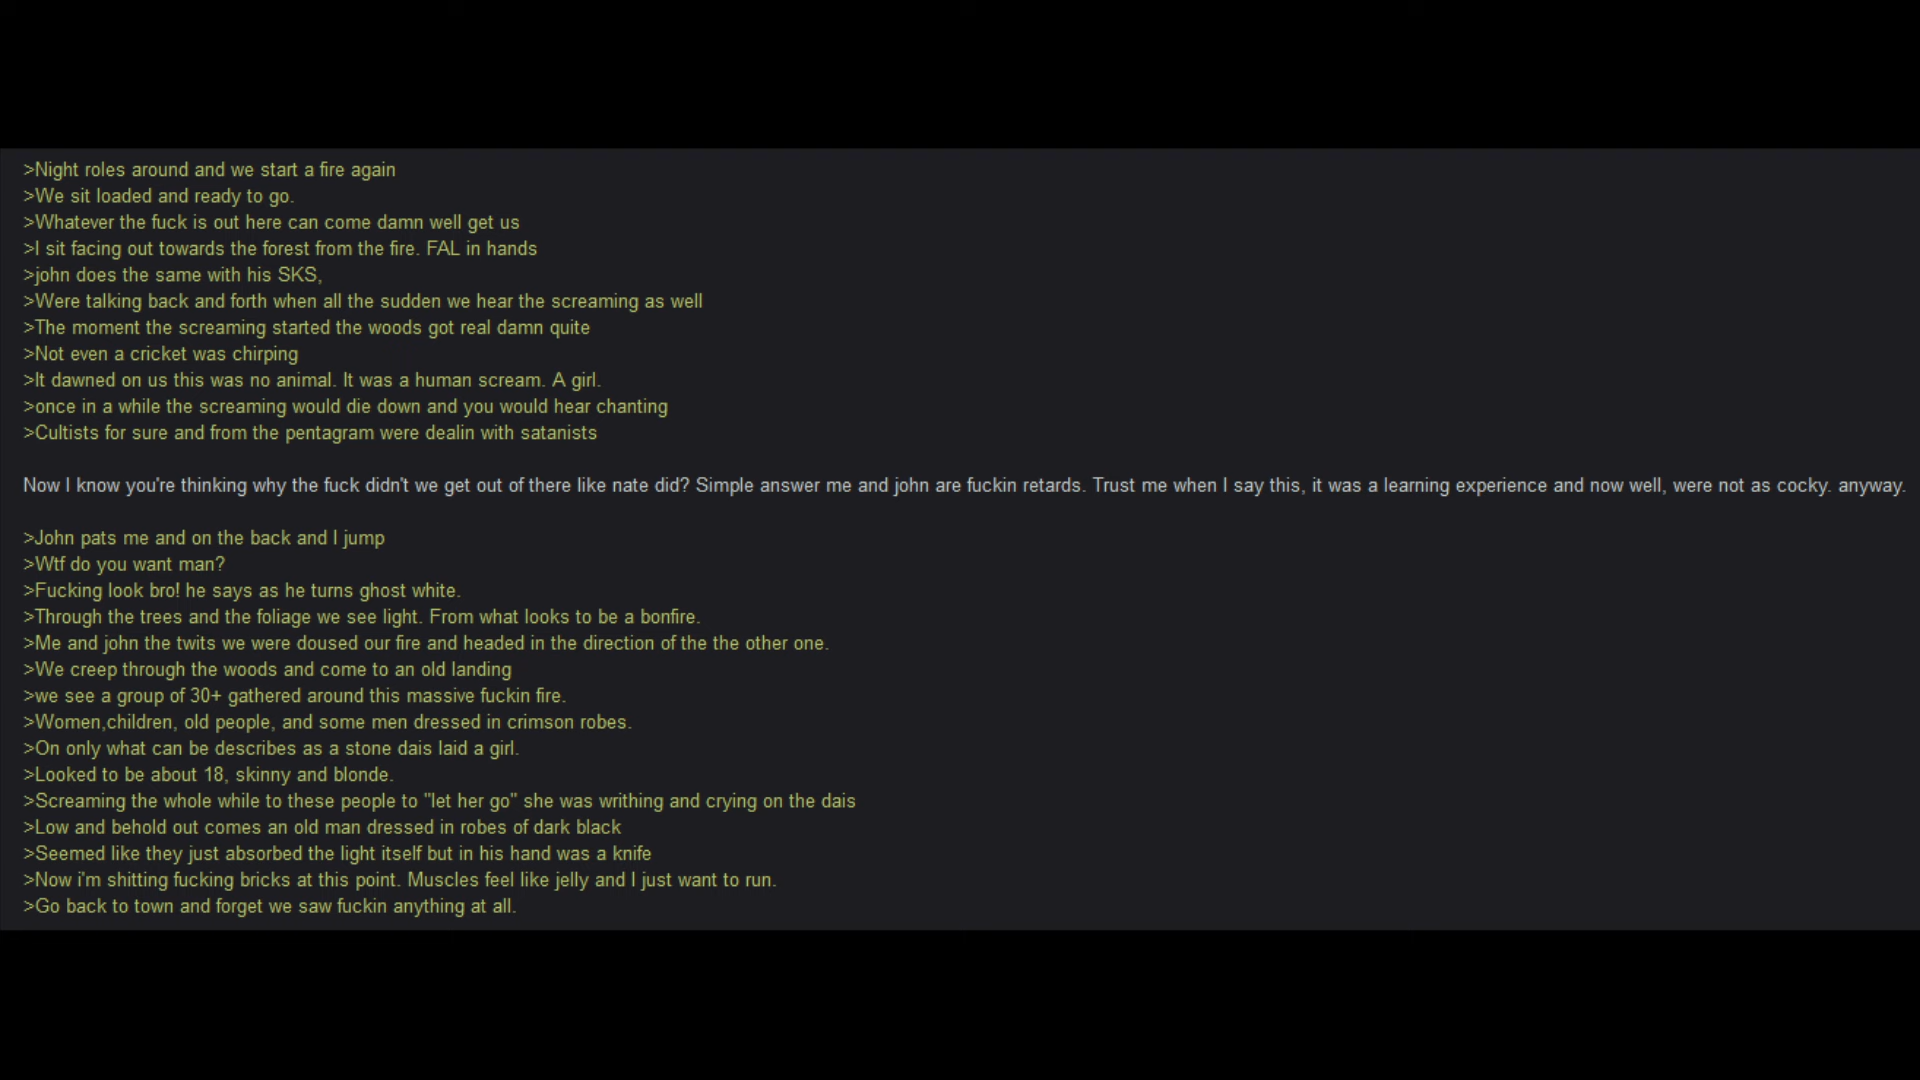 >Night roles around and we start a fire again
>We sit loaded and ready to go.
>Whatever the fuck is out here can come damn well get us
>I sit facing out towards the forest from the fire. FAL in hands
>john does the same with his SKS,
>Were talking back and forth when all the sudden we hear the screaming as well
>The moment the screaming started the woods got real damn quite
>Not even a cricket was chirping
>It dawned on us this was no animal. It was a human scream. A girl.
>once in a while the screaming would die down and you would hear chanting
>Cultists for sure and from the pentagram were dealin with satanists
Now I know you're thinking why the fuck didn't we get out of there like nate did? Simple answer me and john are fuckin retards. Trust me when I say this, it was a learning experience and now well, were not as cocky. anyway.
>John pats me and on the back and I jump
>Wtf do you want man?
>Fucking look bro! he says as he turns ghost white.
>Through the trees and the foliage we see light. From what looks to be a bonfire.
>Me and john the twits we were doused our fire and headed in the direction of the the other one.
>We creep through the woods and come to an old landing
>we see a group of 30+ gathered around this massive fuckin fire.
>Women,children, old people, and some men dressed in crimson robes.
>On only what can be describes as a stone dais laid a girl.
>Looked to be about 18, skinny and blonde.
>Screaming the whole while to these people to "let her go" she was writhing and crying on the dais
>Low and behold out comes an old man dressed in robes of dark black
>Seemed like they just absorbed the light itself but in his hand was a knife
>Now i'm shitting fucking bricks at this point. Muscles feel like jelly and I just want to run.
>Go back to town and forget we saw fuckin anything at all.